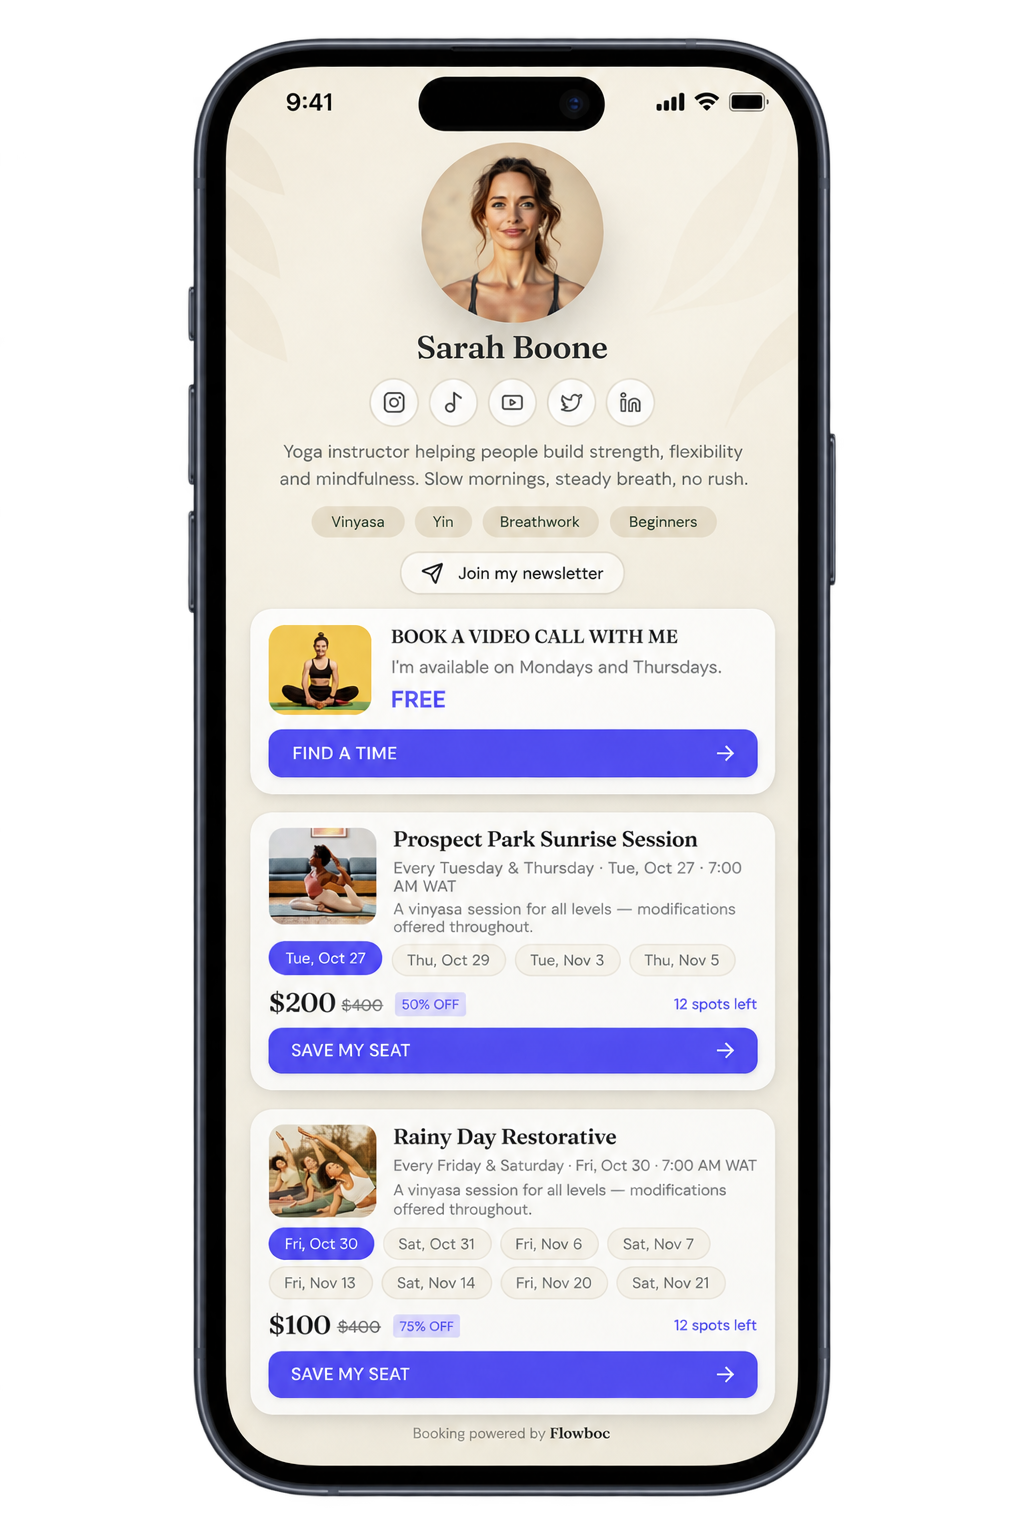 9:41
Sarah Boone
Yoga instructor helping people build strength, flexibility
and mindfulness. Slow mornings, steady breath, no rush.
Vinyasa
Yin
Breathwork
Beginners
Join my newsletter
BOOK A VIDEO CALL WITH ME
I'm available on Mondays and Thursdays.
FREE
FIND A TIME
Prospect Park Sunrise Session
Every Tuesday & Thursday · Tue, Oct 27 · 7:00
AM WAT
A vinyasa session for all levels — modifications
offered throughout.
Tue, Oct 27
Thu, Oct 29
Tue, Nov 3
Thu, Nov 5
$200 $400 50% OFF
12 spots left
SAVE MY SEAT
Rainy Day Restorative
Every Friday & Saturday · Fri, Oct 30 · 7:00 AM WAT
A vinyasa session for all levels — modifications
offered throughout.
Fri, Oct 30
Sat, Oct 31
Fri, Nov 6
Sat, Nov 7
Fri, Nov 13
Sat, Nov 14
Fri, Nov 20
Sat, Nov 21
$100 $400 75% OFF
12 spots left
SAVE MY SEAT
Booking powered by Flowboc